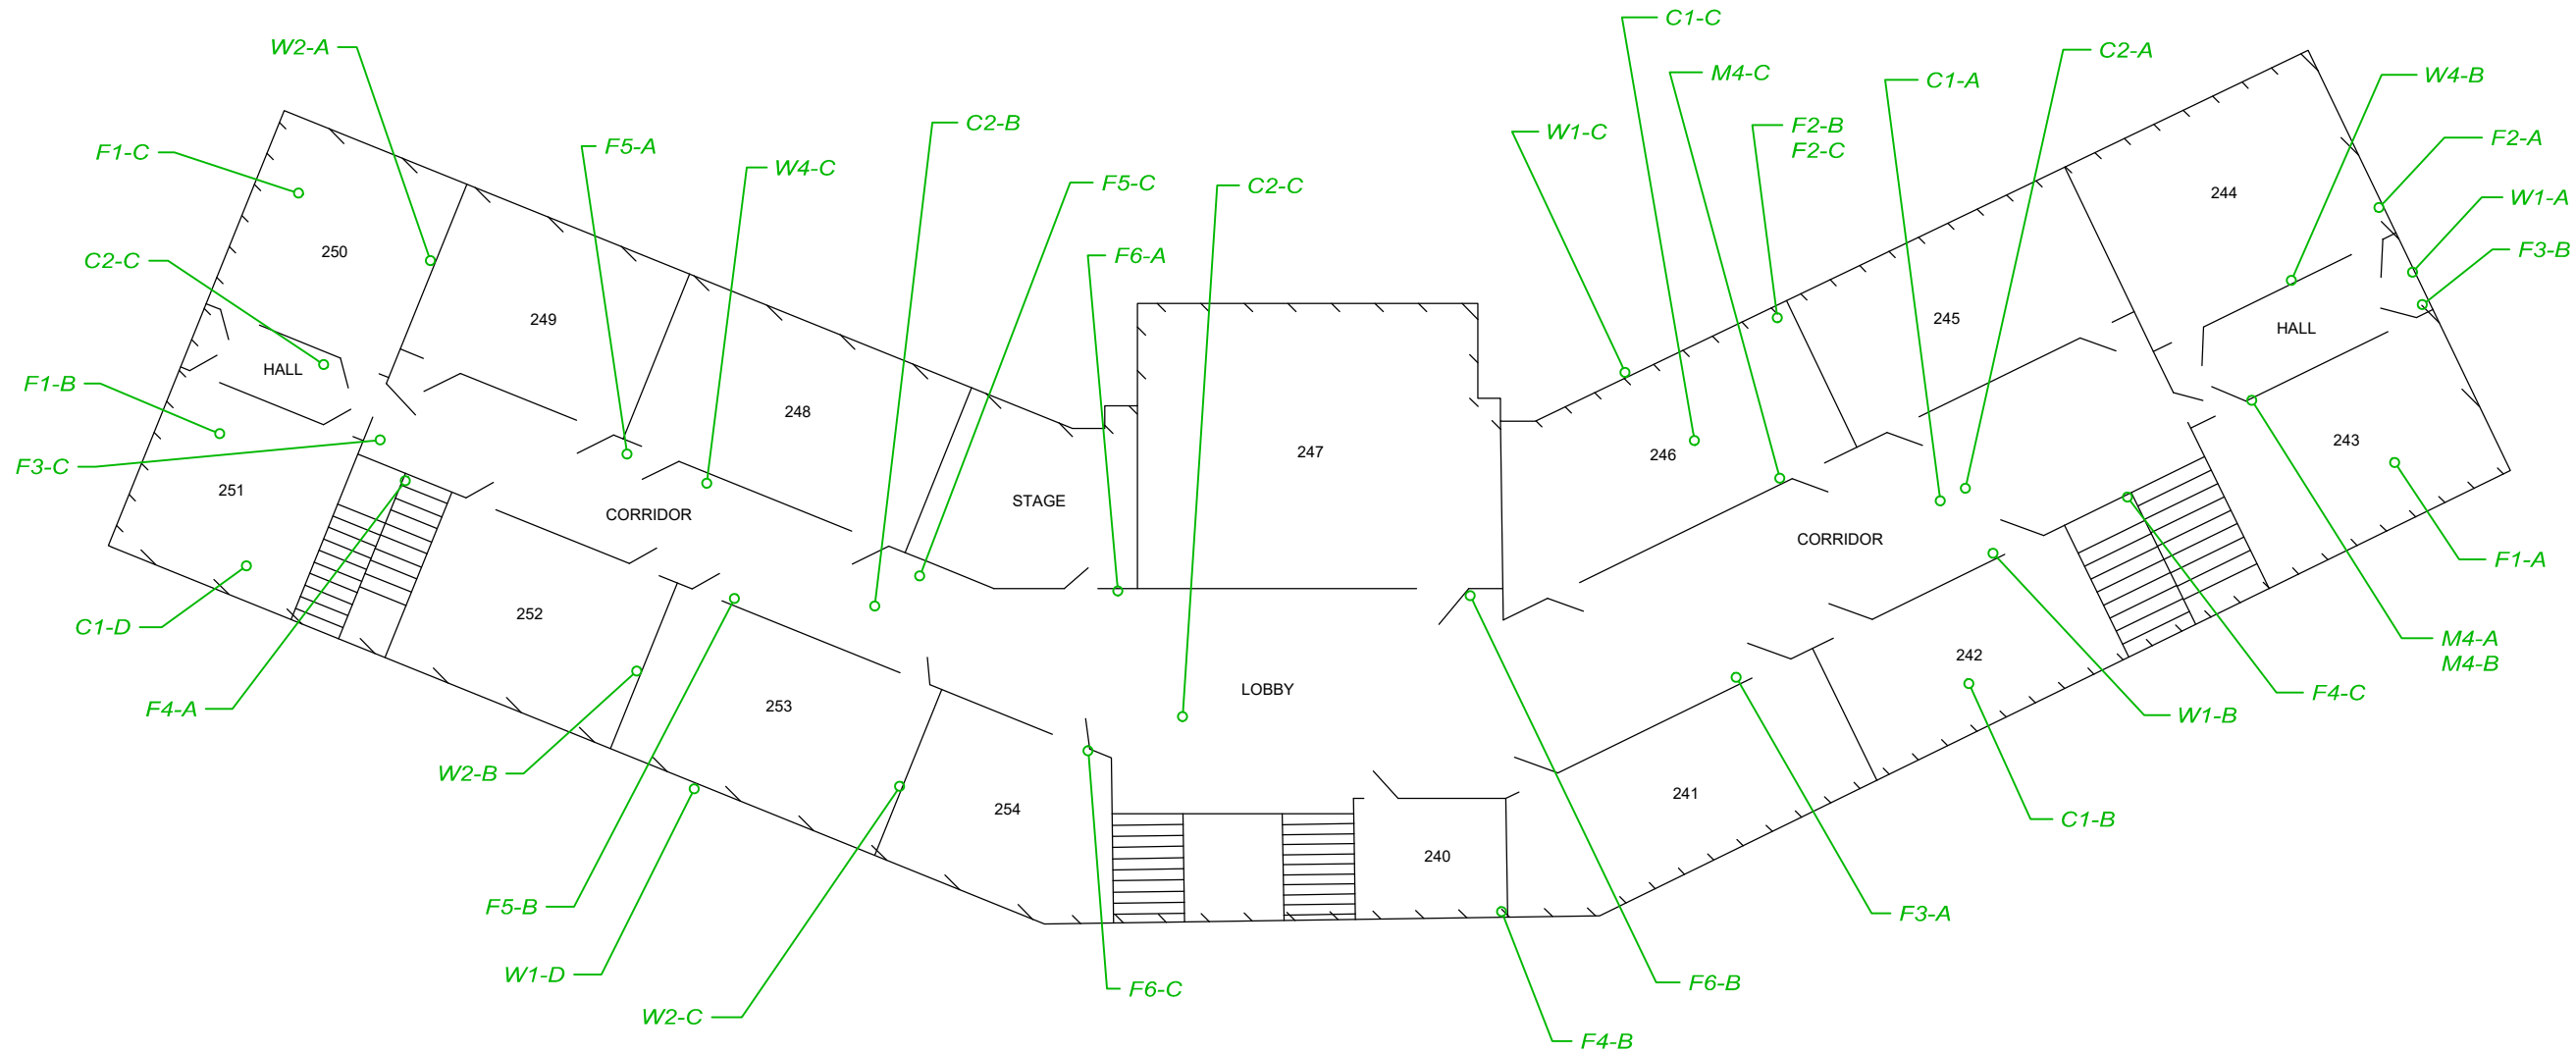 C1-C
W2-A
C2-A
M4-C
W4-B
C1-A
C2-B
F2-B
F2-C
W1-C
F2-A
F5-A
F1-C
W4-C
F5-C
C2-C
244
W1-A
250
F6-A
F3-B
C2-C
249
245
HALL
HALL
F1-B
248
243
247
246
F3-C
251
STAGE
CORRIDOR
CORRIDOR
F1-A
252
C1-D
M4-A
M4-B
242
LOBBY
F4-C
253
F4-A
W1-B
W2-B
241
254
C1-B
240
F5-B
F3-A
W1-D
F6-B
F6-C
W2-C
F4-B